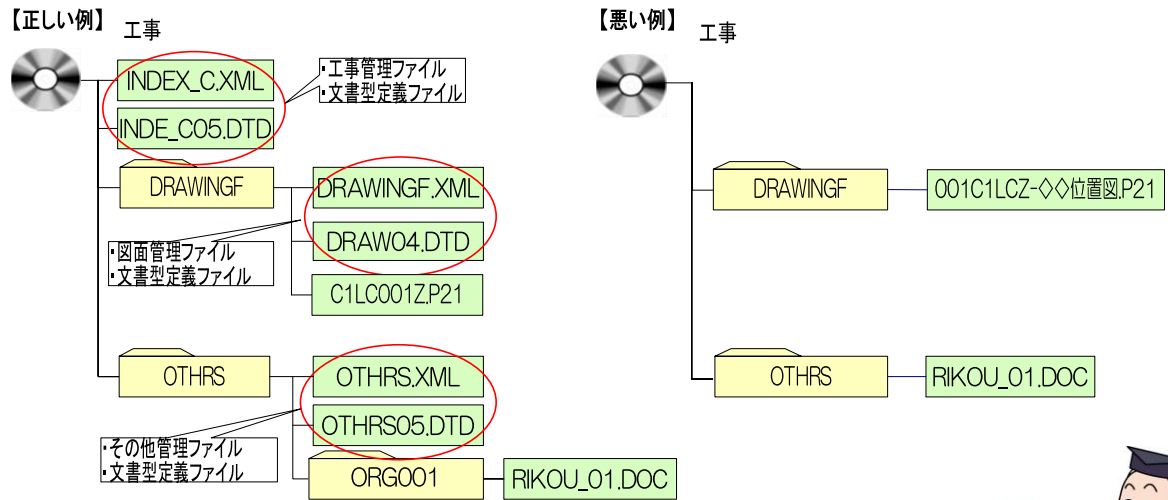 【正しい例】
工事
INDEX_C.XML
INDE_C05.DTD
・工事管理ファイル
・文書型定義ファイル
DRAWINGF
DRAWINGF.XML
DRAW04.DTD
C1LC001Z.P21
・図面管理ファイル
・文書型定義ファイル
OTHRS
OTHRS.XML
OTHRS05.DTD
・その他管理ファイル
・文書型定義ファイル
ORG001
RIKOU_01.DOC
【悪い例】
工事
DRAWINGF
001C1LCZ-◇◇位置図.P21
OTHRS
RIKOU_01.DOC